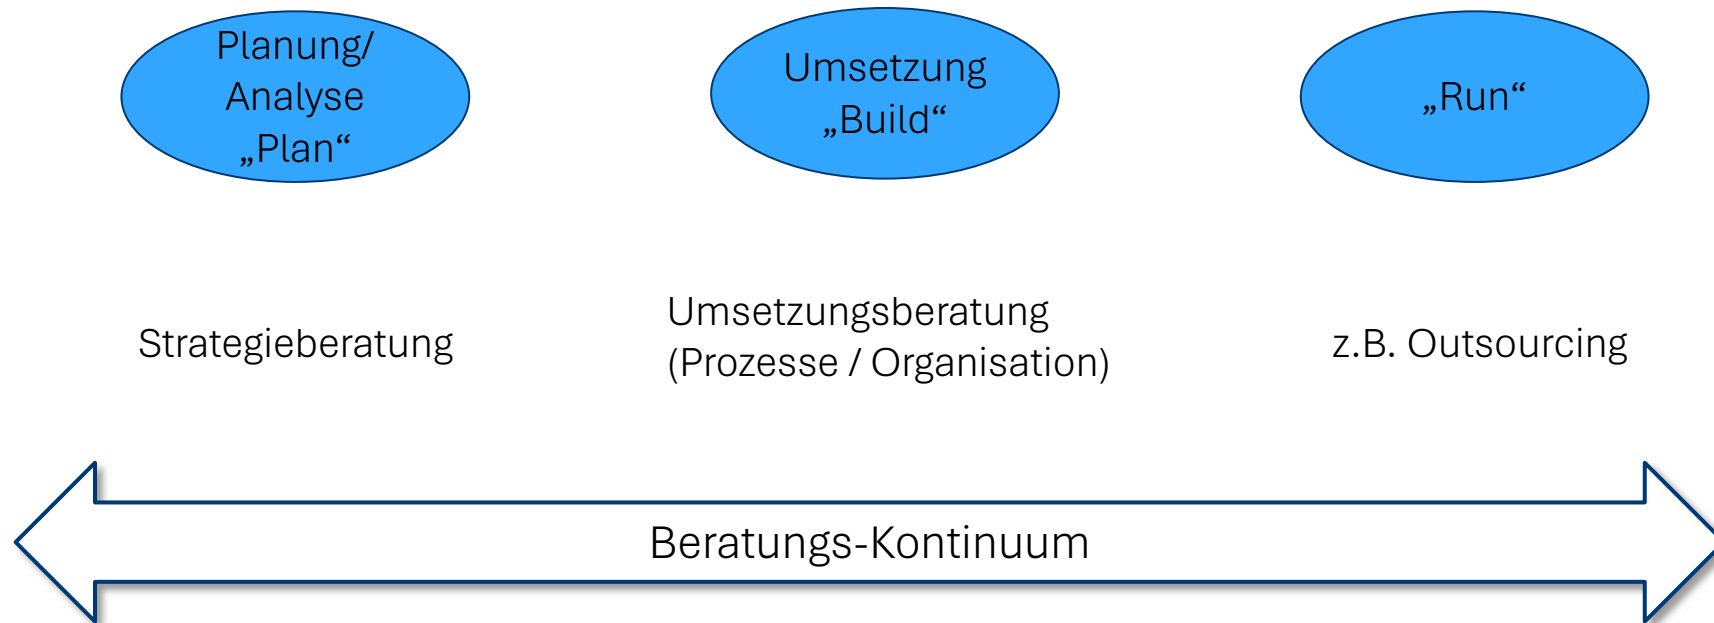 Planung/
Analyse
„Plan“
Umsetzung
„Build“
„Run“
Strategieberatung
Umsetzungsberatung
(Prozesse / Organisation)
z.B. Outsourcing
Beratungs-Kontinuum